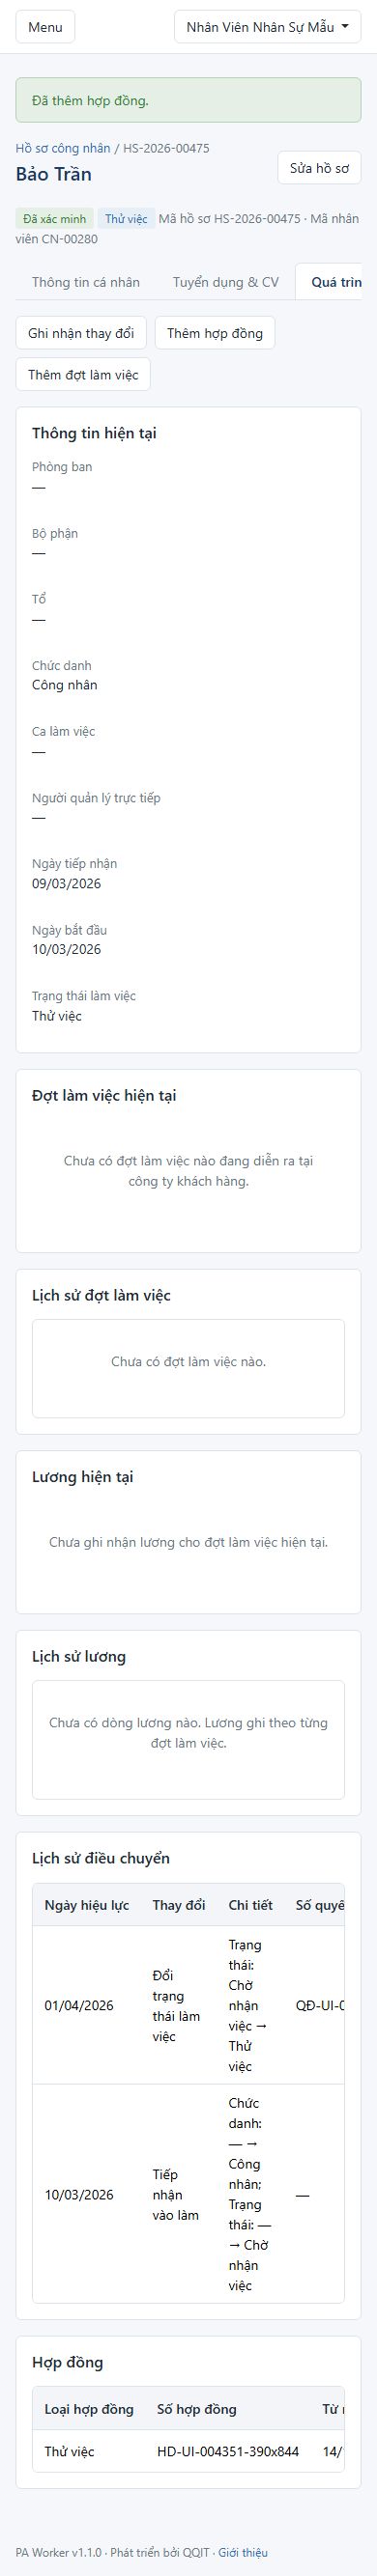 Menu
Nhân Viên Nhân Sự Mẫu
Đã thêm hợp đồng.
Hồ sơ công nhân / HS-2026-00475
Bảo Trần
Sửa hồ sơ
Đã xác minh Thử việc Mã hồ sơ HS-2026-00475 · Mã nhân
viên CN-00280
Thông tin cá nhân Tuyển dụng & CV Quá trìn
Ghi nhận thay đổi Thêm hợp đồng
Thêm đợt làm việc
Thông tin hiện tại
Phòng ban
—
Bộ phận
—
Tổ
—
Chức danh
Công nhân
Ca làm việc
—
Người quản lý trực tiếp
—
Ngày tiếp nhận
09/03/2026
Ngày bắt đầu
10/03/2026
Trạng thái làm việc
Thử việc
Đợt làm việc hiện tại
Chưa có đợt làm việc nào đang diễn ra tại
công ty khách hàng.
Lịch sử đợt làm việc
Chưa có đợt làm việc nào.
Lương hiện tại
Chưa ghi nhận lương cho đợt làm việc hiện tại.
Lịch sử lương
Chưa có dòng lương nào. Lương ghi theo từng
đợt làm việc.
Lịch sử điều chuyển
Ngày hiệu lực Thay đổi Chi tiết Số quyế
01/04/2026
Đổi
trạng
thái làm
việc
Trạng
thái:
Chờ
nhận
việc →
Thử
việc
QĐ-UI-0
10/03/2026
Tiếp
nhận
vào làm
Chức
danh:
— →
Công
nhân;
Trạng
thái: —
→ Chờ
nhận
việc
—
Hợp đồng
Loại hợp đồng Số hợp đồng Từ
Thử việc HD-UI-004351-390x844 14/
PA Worker v1.1.0 · Phát triển bởi QQIT · Giới thiệu